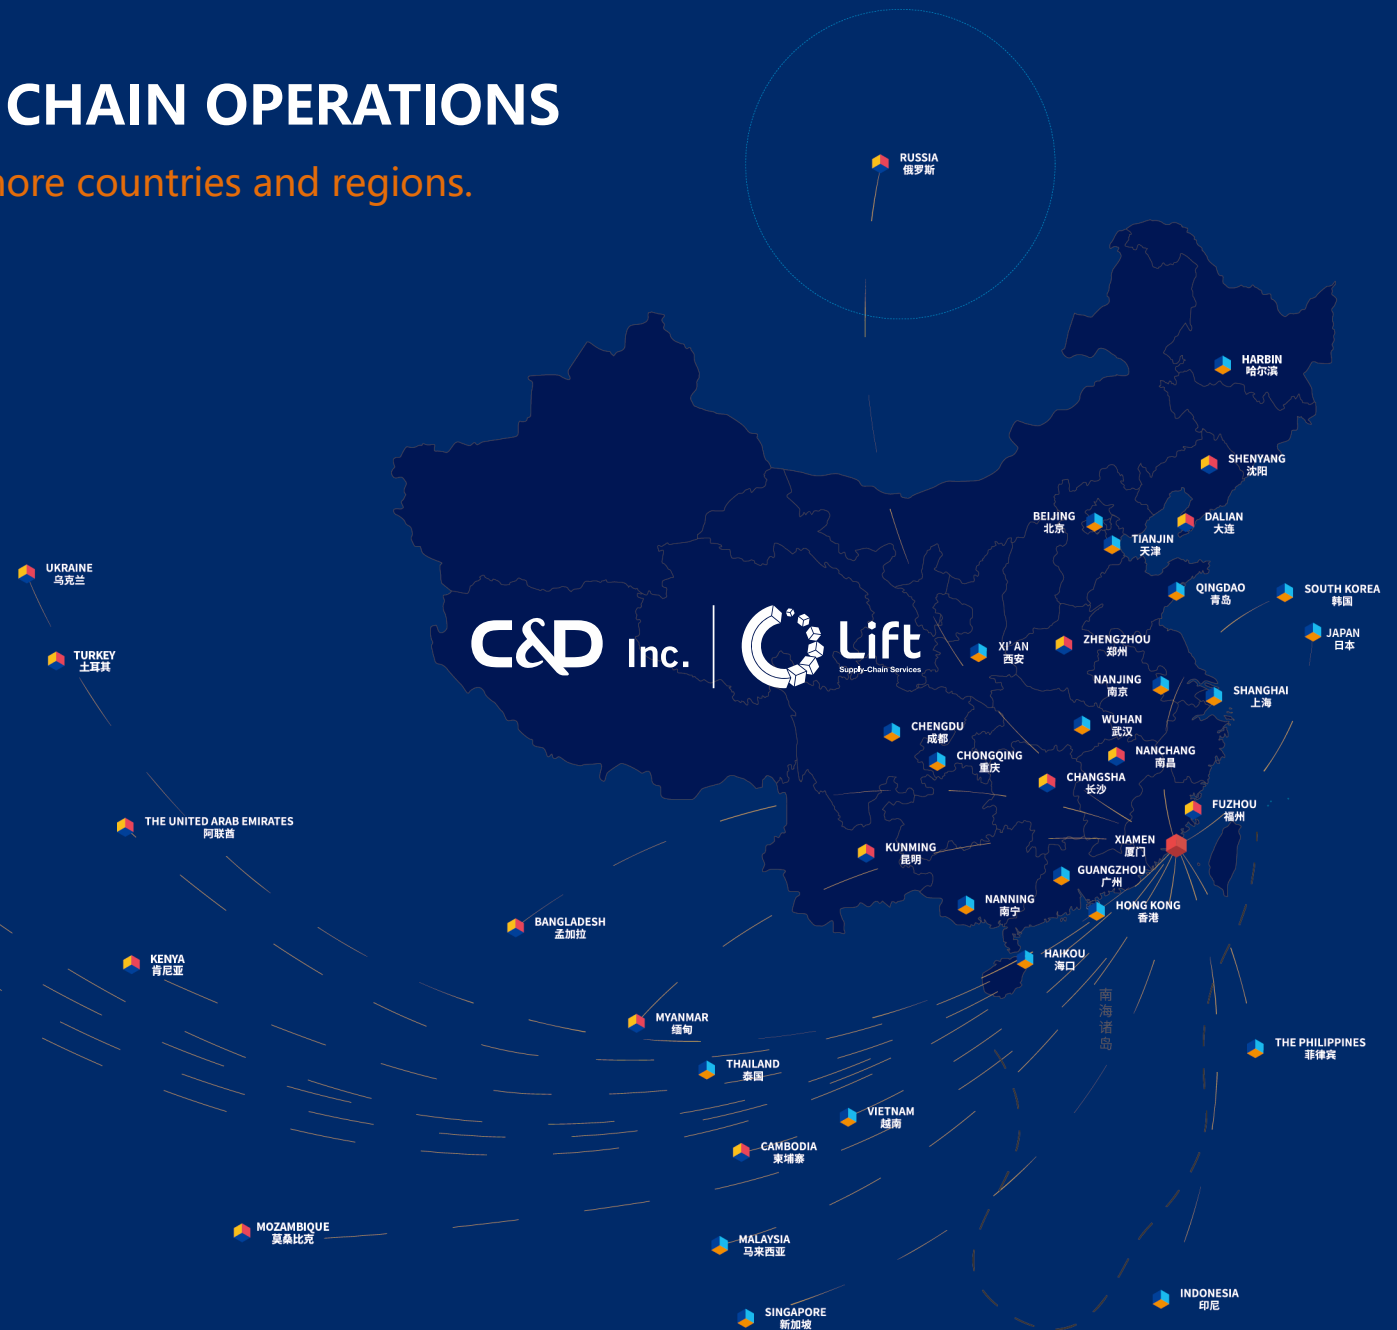 CHAIN OPERATIONS
more countries and regions.
RUSSIA
俄罗斯
HARBIN
哈尔滨
SHENYANG
沈阳
BEIJING
北京
DALIAN
大连
TIANJIN
天津
UKRAINE
乌克兰
QINGDAO
青岛
SOUTH KOREA
韩国
JAPAN
日本
TURKEY
土耳其
C&D Inc.
Lift
Supply-Chain Services
XI' AN
西安
ZHENGZHOU
郑州
NANJING
南京
SHANGHAI
上海
CHENGDU
成都
WUHAN
武汉
CHONGQING
重庆
NANCHANG
南昌
CHANGSHA
长沙
FUZHOU
福州
THE UNITED ARAB EMIRATES
阿联酋
XIAMEN
厦门
KUNMING
昆明
GUANGZHOU
广州
NANNING
南宁
HONG KONG
香港
BANGLADESH
孟加拉
KENYA
肯尼亚
HAIKOU
海口
南海诸岛
MYANMAR
缅甸
THE PHILIPPINES
菲律宾
THAILAND
泰国
VIETNAM
越南
CAMBODIA
柬埔寨
MOZAMBIQUE
莫桑比克
MALAYSIA
马来西亚
INDONESIA
印尼
SINGAPORE
新加坡